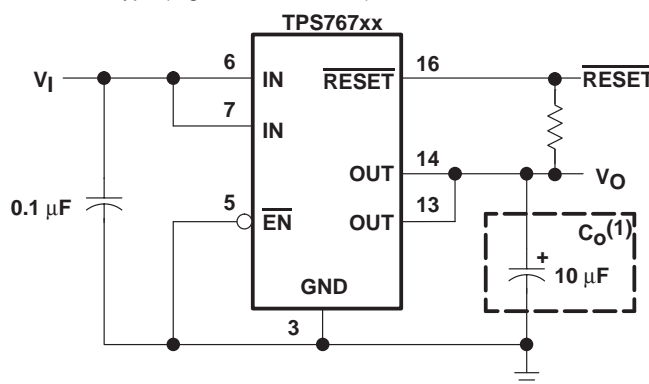 TPS767xx
6 IN RESET 16 RESET
V_I
7 IN
OUT 14
V_O
0.1 μF
5 EN OUT 13
C_o(1)
+
10 μF
GND
3